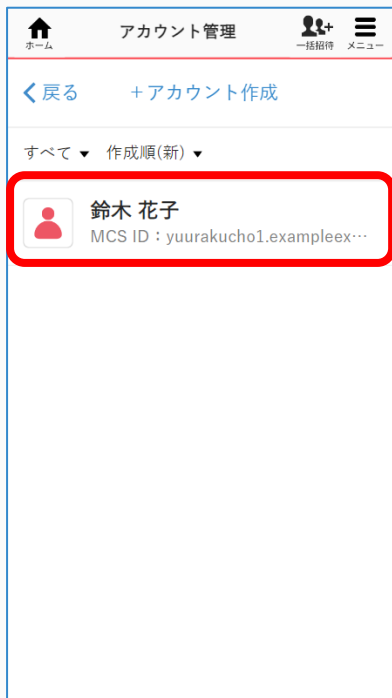 アカウント管理
ホーム
一括招待
メニュー
戻る
+アカウント作成
すべて ▼ 作成順(新) ▼
鈴木 花子
MCS ID：yuurakucho1.exampleex…